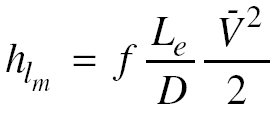 $h_{l_m} = f \frac{L_e}{D} \frac{\bar{V}^2}{2}$